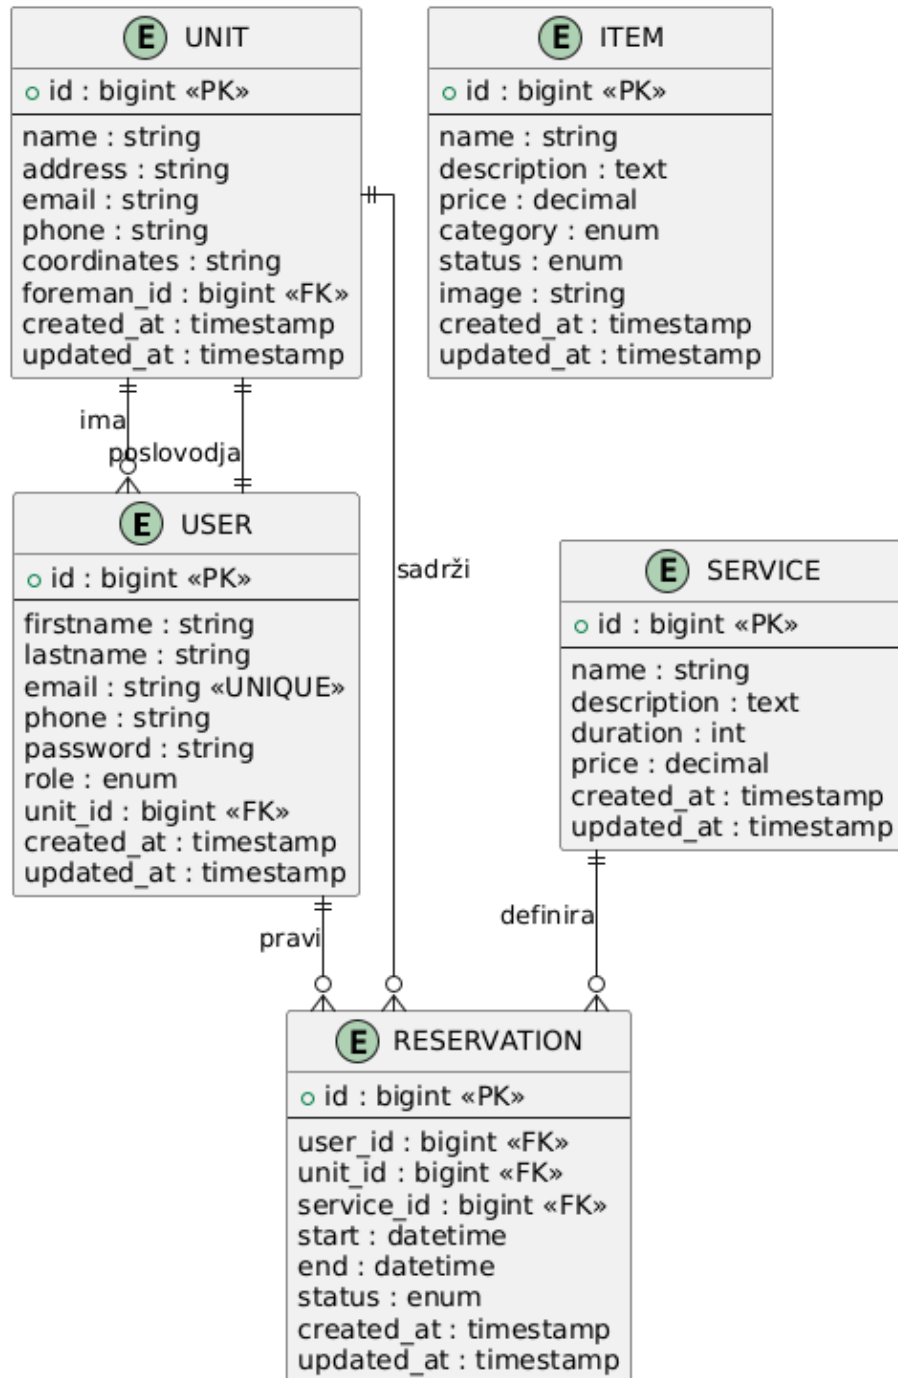 E UNIT
id : bigint «PK»
name : string
address : string
email : string
phone : string
coordinates : string
foreman_id : bigint «FK»
created_at : timestamp
updated_at : timestamp
E ITEM
id : bigint «PK»
name : string
description : text
price : decimal
category : enum
status : enum
image : string
created_at : timestamp
updated_at : timestamp
ima
poslovodja
E USER
id : bigint «PK»
firstname : string
lastname : string
email : string «UNIQUE»
phone : string
password : string
role : enum
unit_id : bigint «FK»
created_at : timestamp
updated_at : timestamp
sadrži
E SERVICE
id : bigint «PK»
name : string
description : text
duration : int
price : decimal
created_at : timestamp
updated_at : timestamp
pravi
definira
E RESERVATION
id : bigint «PK»
user_id : bigint «FK»
unit_id : bigint «FK»
service_id : bigint «FK»
start : datetime
end : datetime
status : enum
created_at : timestamp
updated_at : timestamp